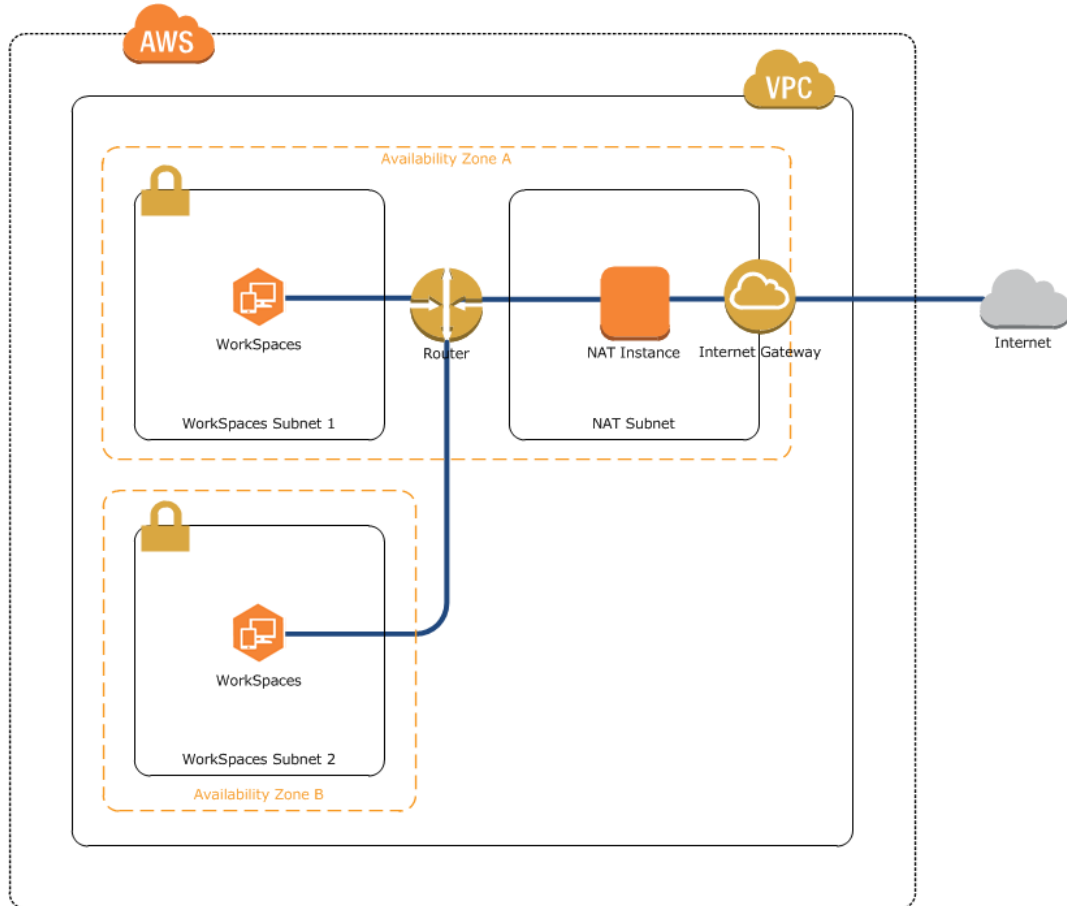 AWS
VPC
Availability Zone A
WorkSpaces
Router
NAT Instance
Internet Gateway
Internet
WorkSpaces Subnet 1
NAT Subnet
WorkSpaces
WorkSpaces Subnet 2
Availability Zone B